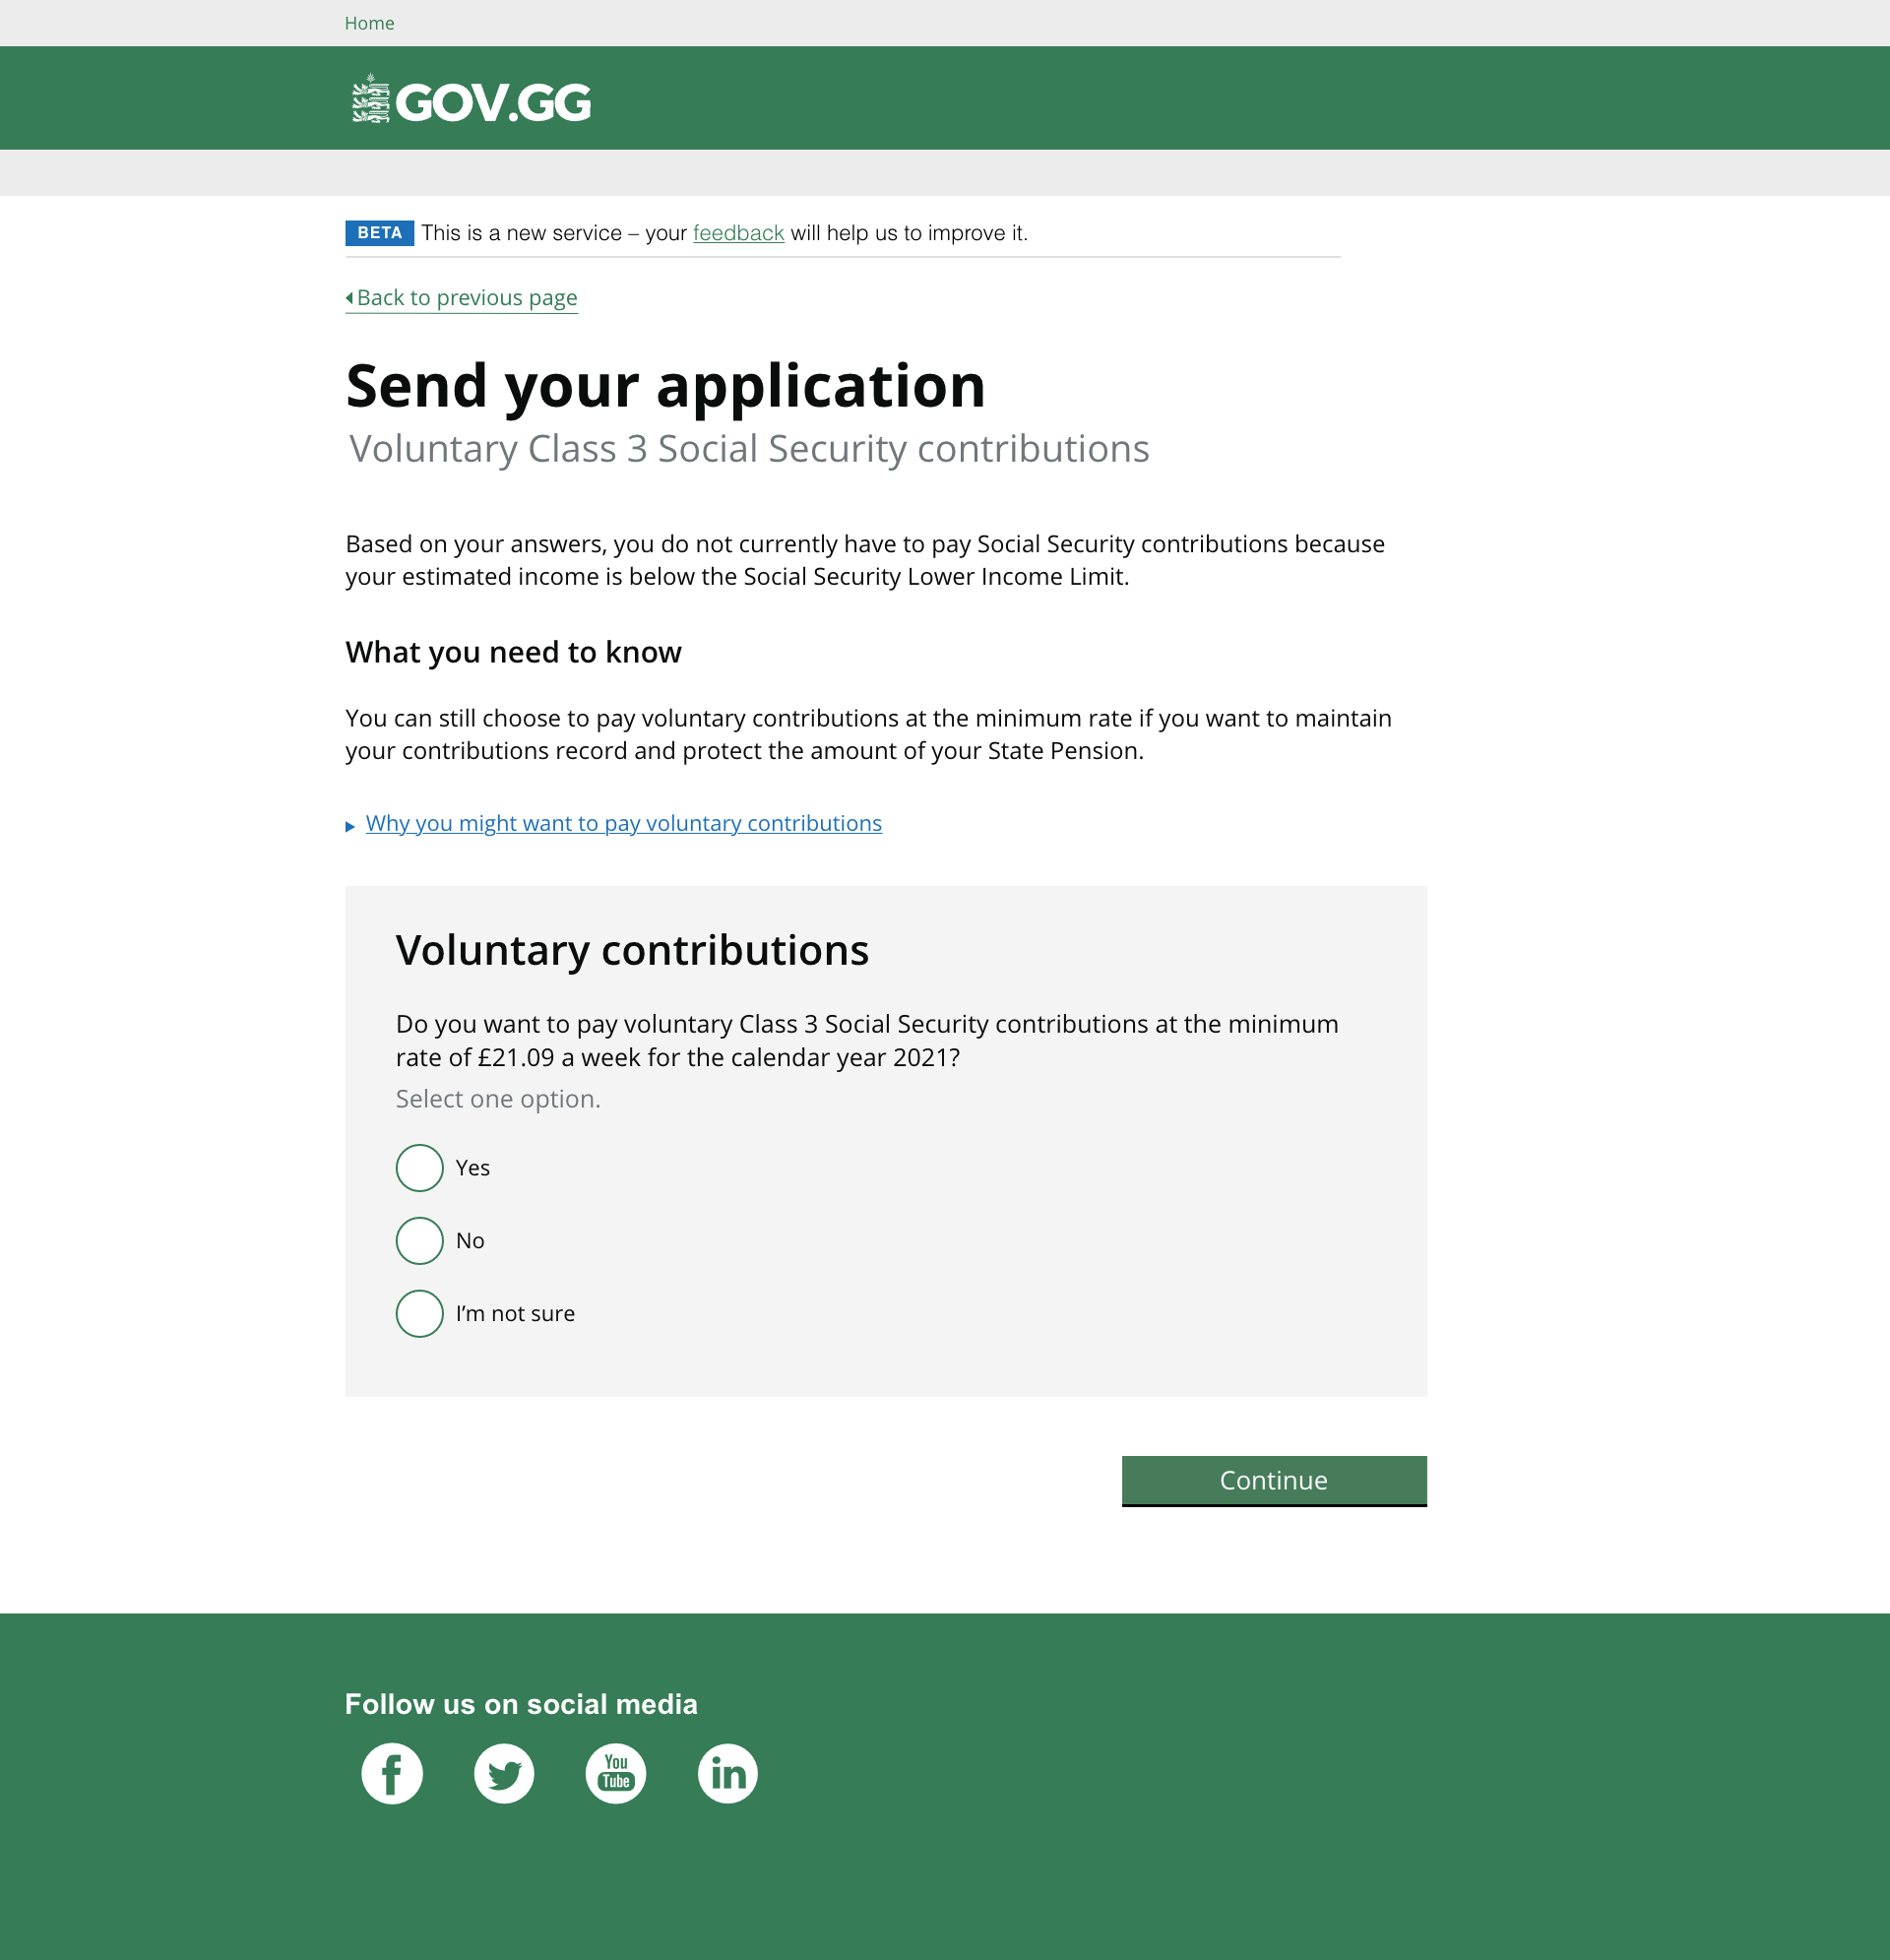 Home
GOV.GG
BETA This is a new service – your feedback will help us to improve it.
Back to previous page
Send your application
Voluntary Class 3 Social Security contributions
Based on your answers, you do not currently have to pay Social Security contributions because
your estimated income is below the Social Security Lower Income Limit.
What you need to know
You can still choose to pay voluntary contributions at the minimum rate if you want to maintain
your contributions record and protect the amount of your State Pension.
Why you might want to pay voluntary contributions
Voluntary contributions
Do you want to pay voluntary Class 3 Social Security contributions at the minimum
rate of £21.09 a week for the calendar year 2021?
Select one option.
Yes
No
I’m not sure
Continue
Follow us on social media
f
You
Tube
in